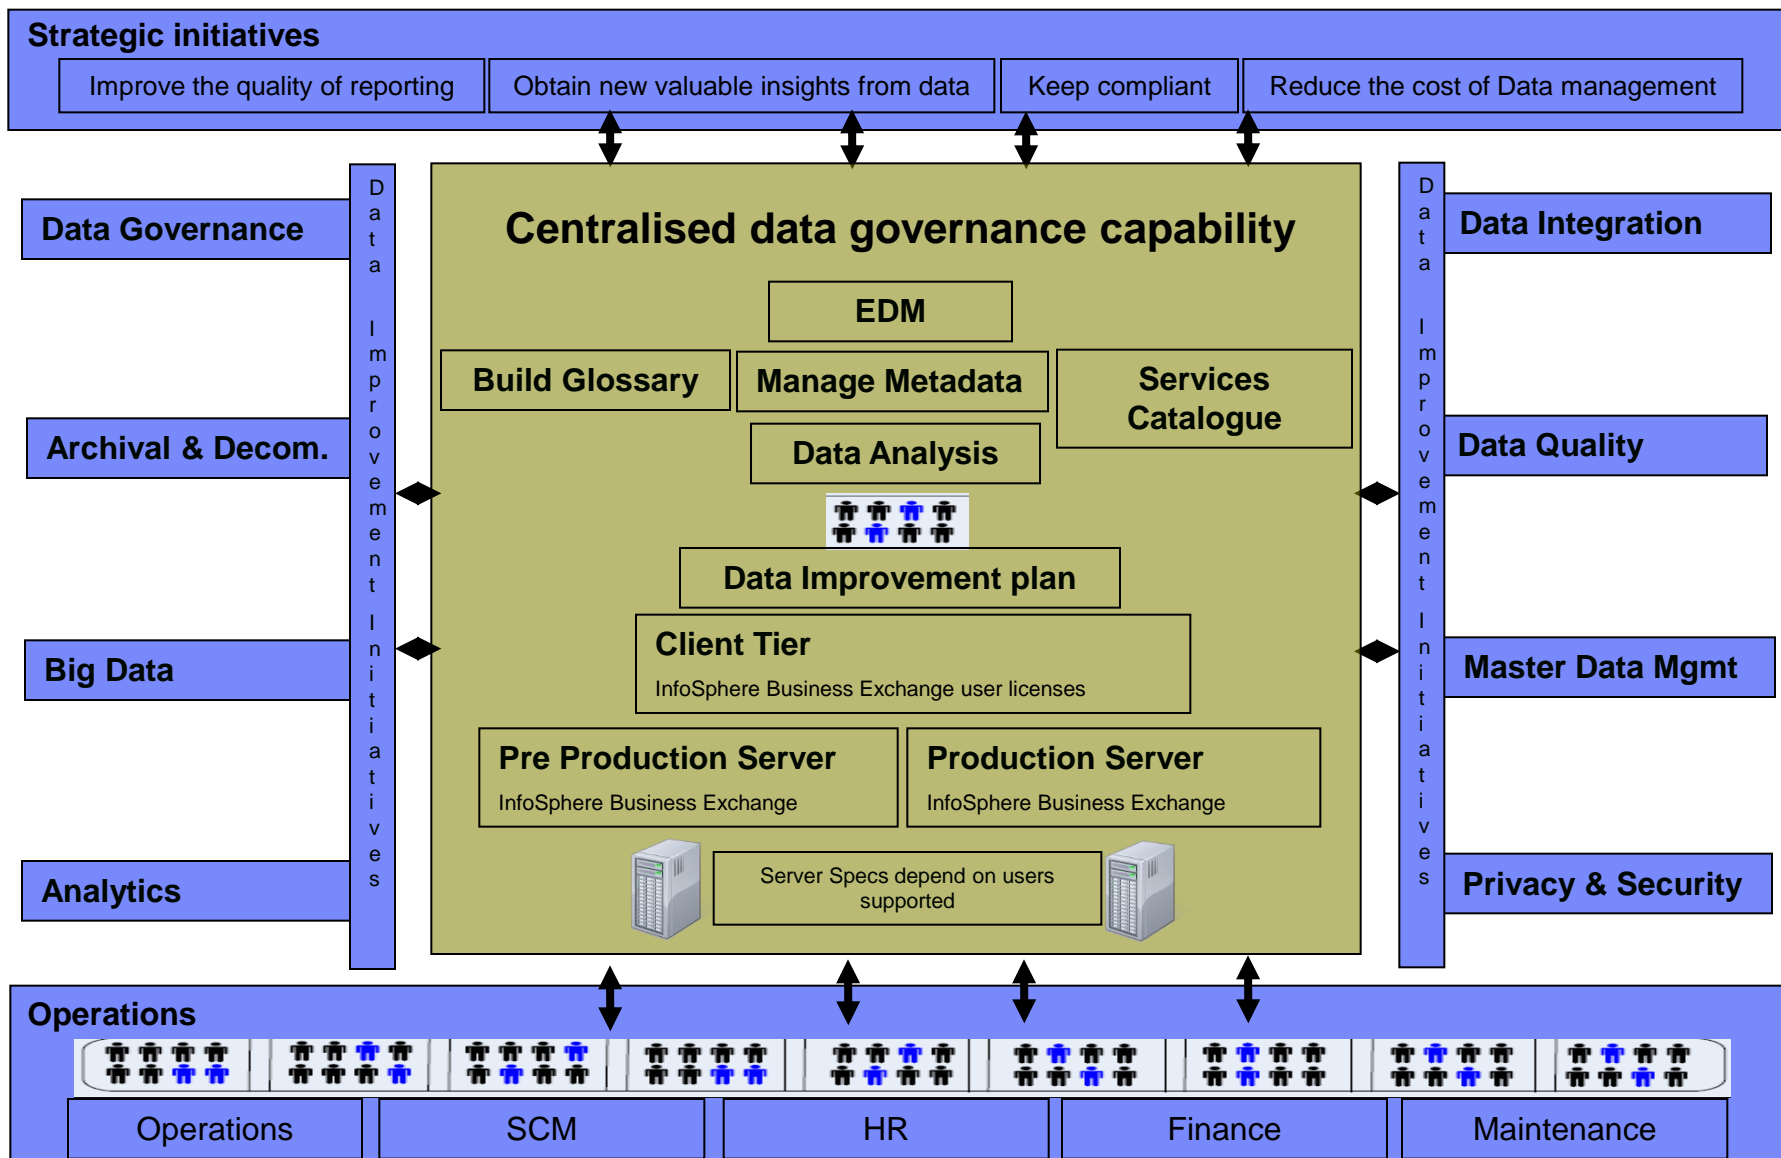 Strategic initiatives
Improve the quality of reporting
Obtain new valuable insights from data
Keep compliant
Reduce the cost of Data management
Data Governance
Archival & Decom.
Big Data
Analytics
Data Improvement Initiatives
Centralised data governance capability
EDM
Build Glossary
Manage Metadata
Services
Catalogue
Data Analysis
Data Improvement plan
Client Tier
InfoSphere Business Exchange user licenses
Pre Production Server
InfoSphere Business Exchange
Production Server
InfoSphere Business Exchange
Server Specs depend on users
supported
Data Improvement Initiatives
Data Integration
Data Quality
Master Data Mgmt
Privacy & Security
Operations
Operations
SCM
HR
Finance
Maintenance